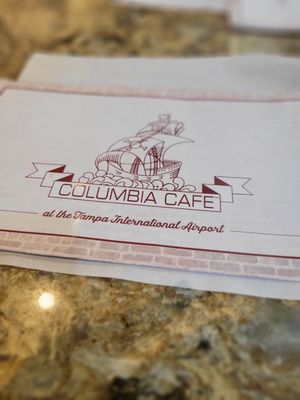 COLUMBIA CAFE
at the Tampa International Airport